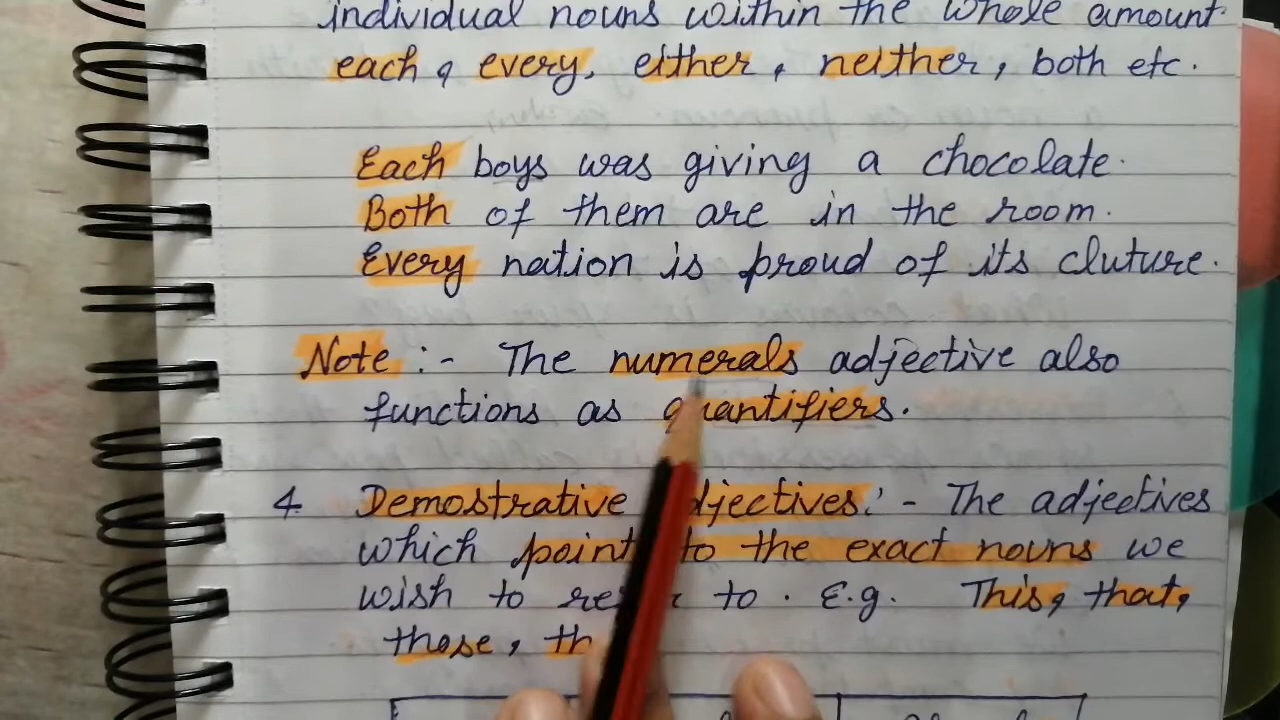 individual nouns within the whole amount.
each, every, either, neither, both etc.
Each boys was giving a chocolate.
Both of them are in the room.
Every nation is proud of its cluture.
Note :- The numerals adjective also
functions as quantifiers.
4. Demostrative adjectives :- The adjectives
which point to the exact nouns we
wish to to. E.g. This, that,
those,